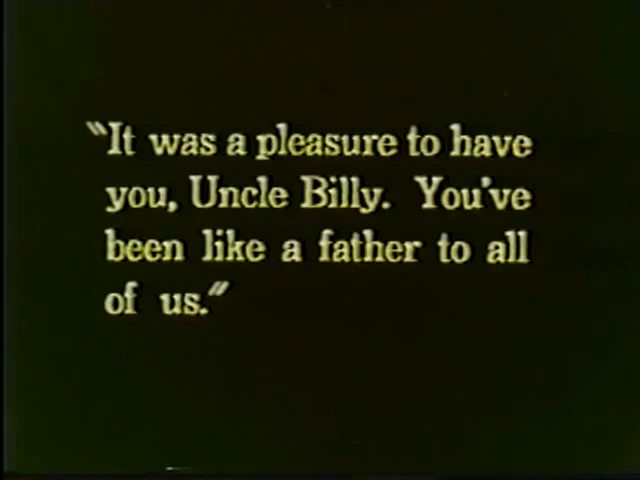 "It was a pleasure to have
you, Uncle Billy. You've
been like a father to all
of us."